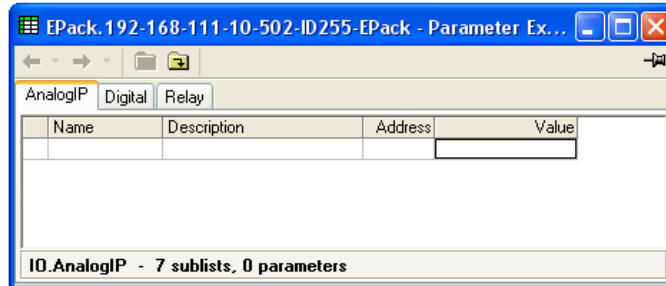 EPack.192-168-111-10-502-ID255-EPack - Parameter Ex...
AnalogIP Digital Relay
Name Description Address Value
IO.AnalogIP - 7 sublists, 0 parameters